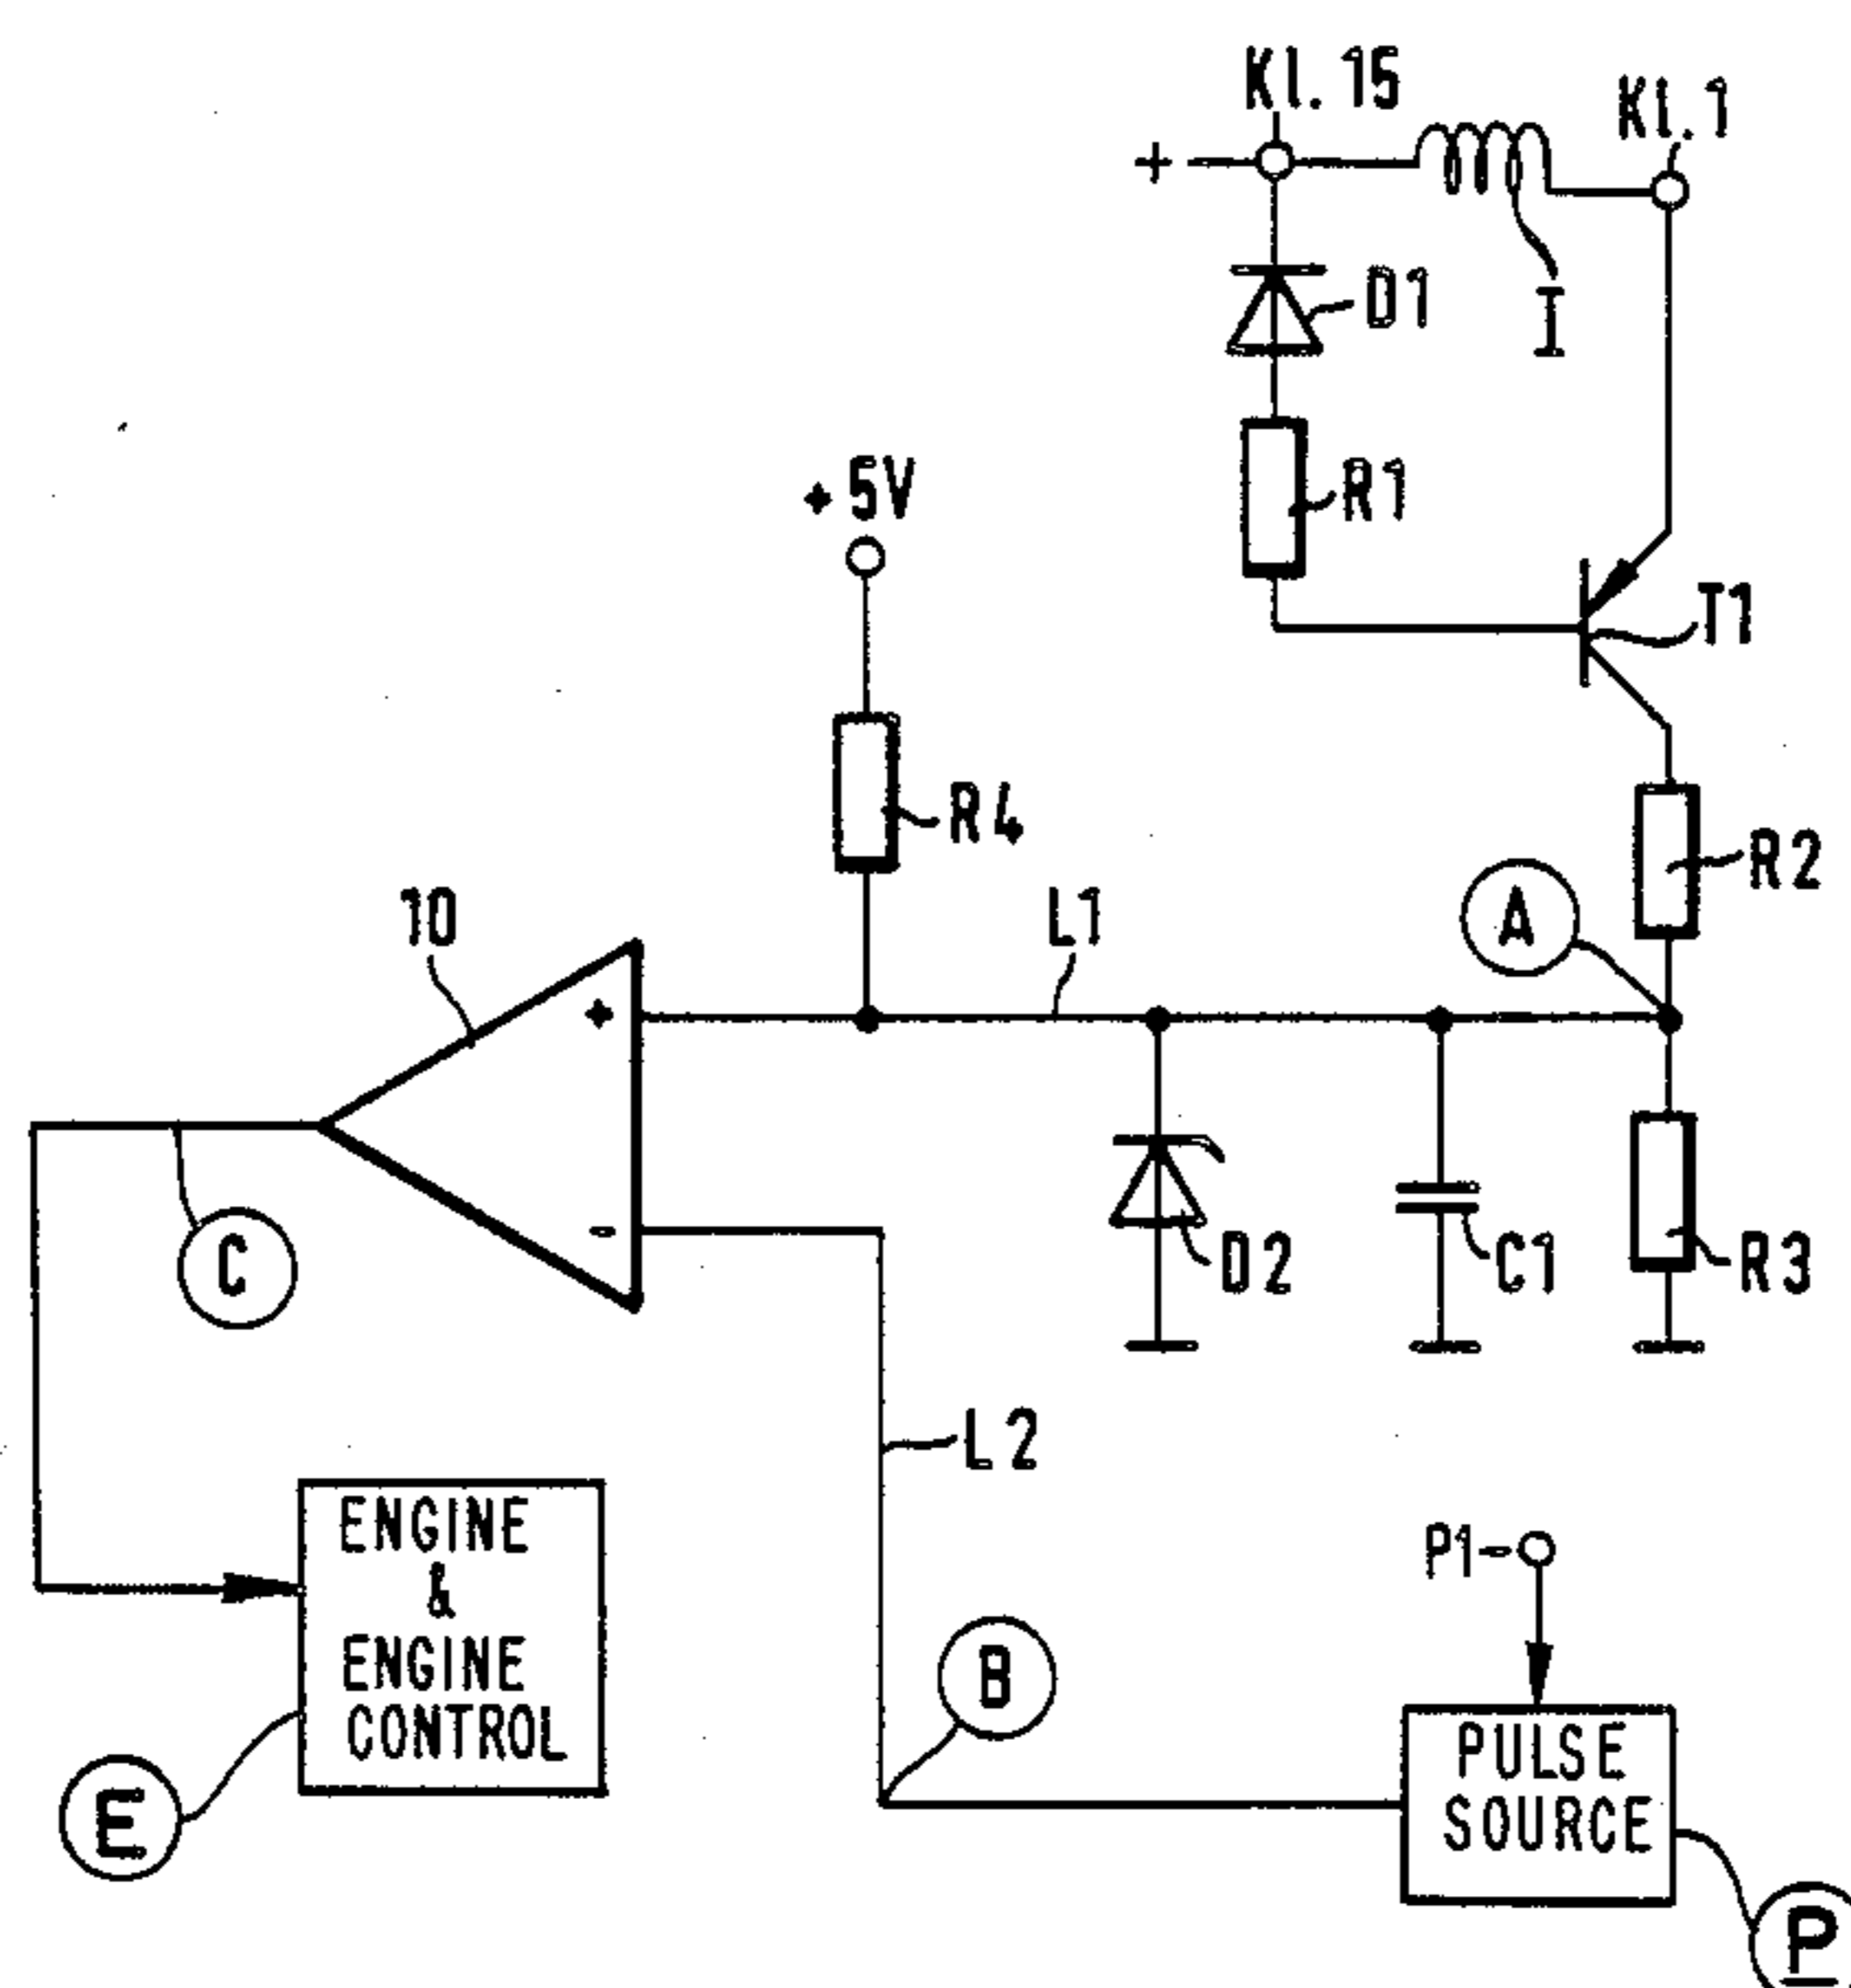 Kl.15
Kl.1
+
D1
I
+5V
R1
T1
R4
R2
10
L1
A
+
-
C
D2
C1
R3
L2
ENGINE
&
ENGINE
CONTROL
P1-
B
PULSE
SOURCE
E
P